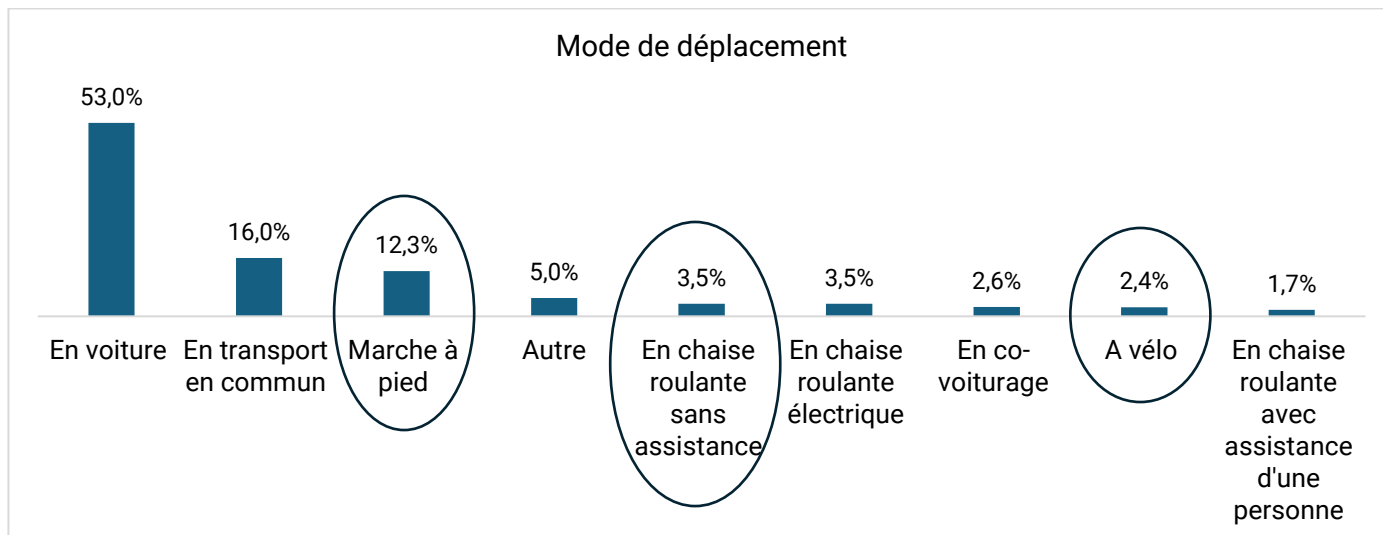 Mode de déplacement
53,0%
16,0%
12,3%
5,0%
3,5%
3,5%
2,6%
2,4%
1,7%
En voiture
En transport
en commun
Marche à
pied
Autre
En chaise
roulante
sans
assistance
En chaise
roulante
électrique
En co-
voiturage
A vélo
En chaise
roulante
avec
assistance
d'une
personne